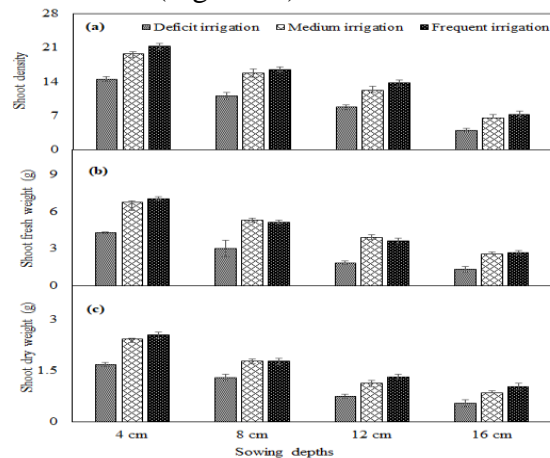 28
(a)
Deficit irrigation
Medium irrigation
Frequent irrigation
21
14
7
0
Shoot density
9
(b)
6
3
0
Shoot fresh weight (g)
3
(c)
1.5
0
Shoot dry weight (g)
4 cm
8 cm
12 cm
16 cm
Sowing depths